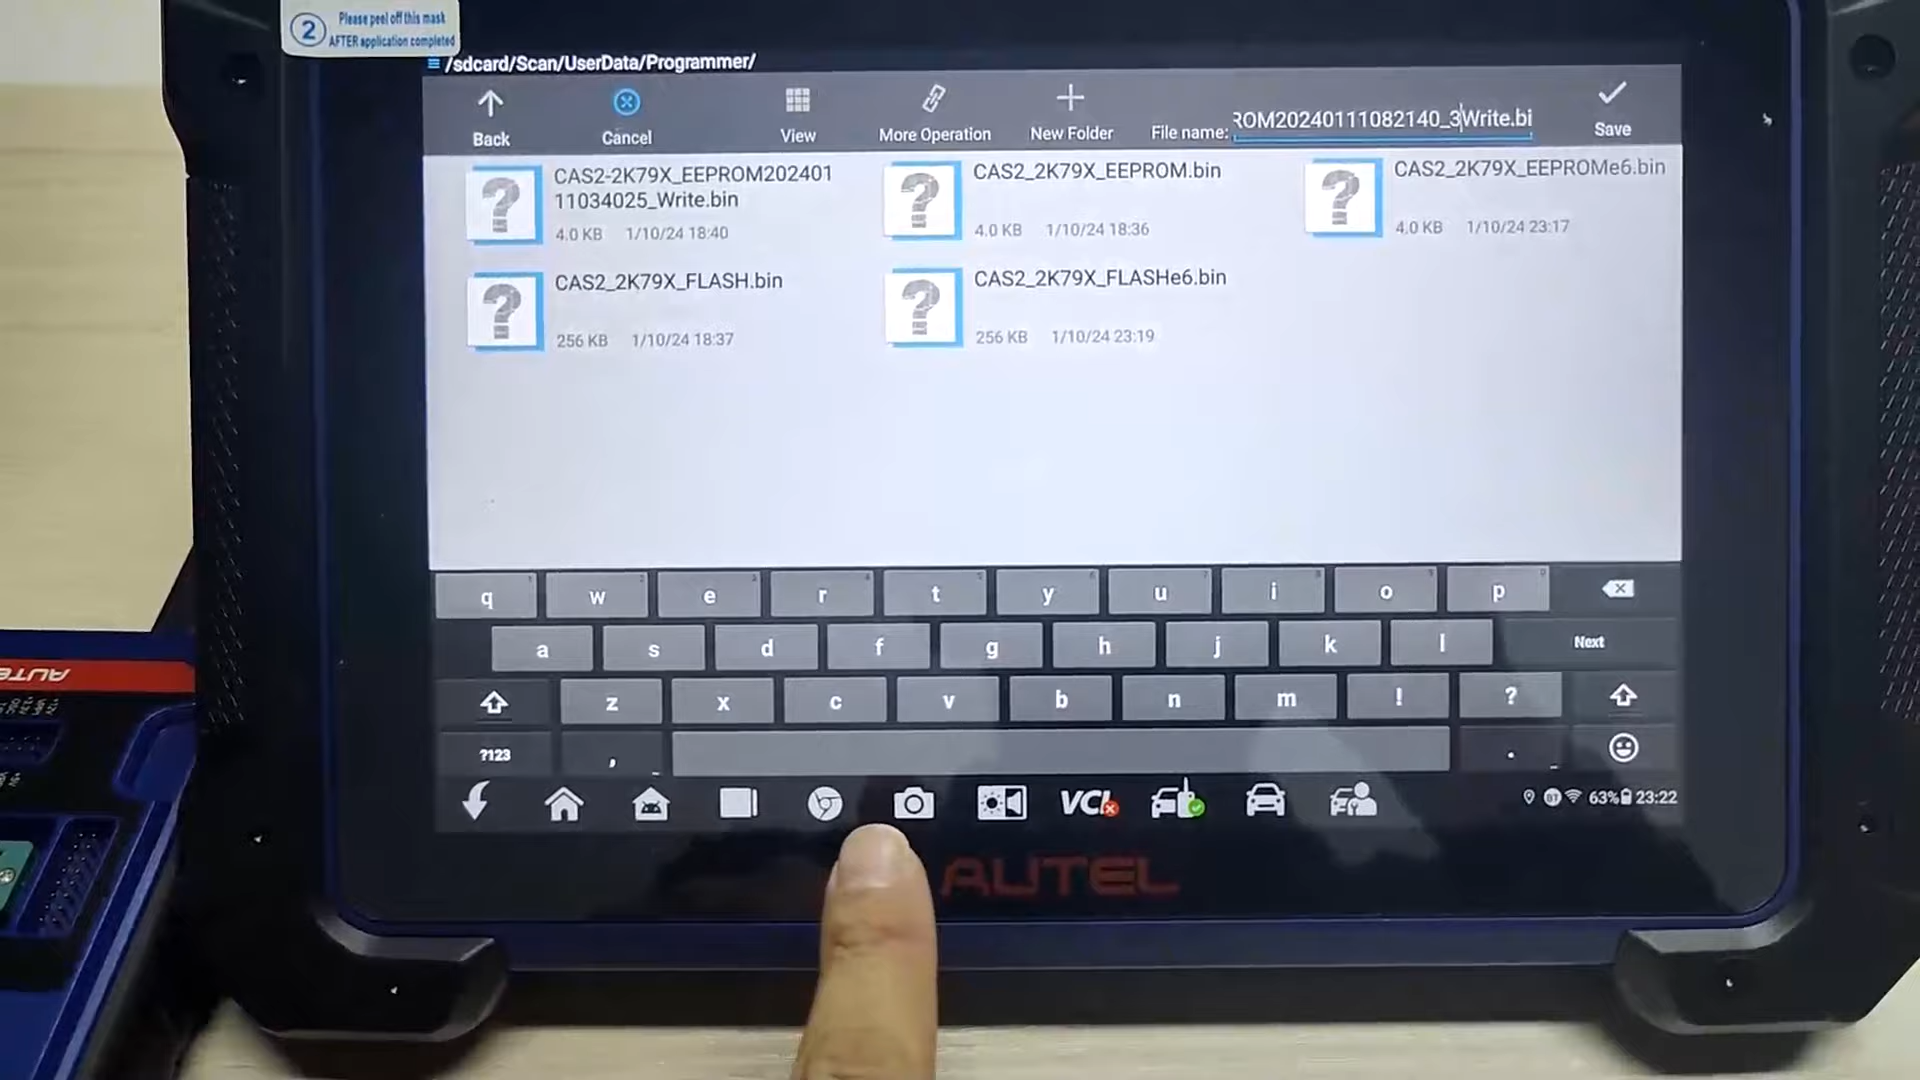 2
Please peel off this mask
AFTER application completed
/sdcard/Scan/UserData/Programmer/
Back
Cancel
View
More Operation
New Folder
File name:
ROM20240111082140_3Write.bi
Save
CAS2-2K79X_EEPROM202401
11034025_Write.bin
4.0 KB 1/10/24 18:40
CAS2_2K79X_EEPROM.bin
4.0 KB 1/10/24 18:36
CAS2_2K79X_EEPROMe6.bin
4.0 KB 1/10/24 23:17
CAS2_2K79X_FLASH.bin
256 KB 1/10/24 18:37
CAS2_2K79X_FLASHe6.bin
256 KB 1/10/24 23:19
q w e r t y u i o p
a s d f g h j k l Next
z x c v b n m ! ?
?123 , .
VCI
63% 23:22
AUTEL
AUTEL